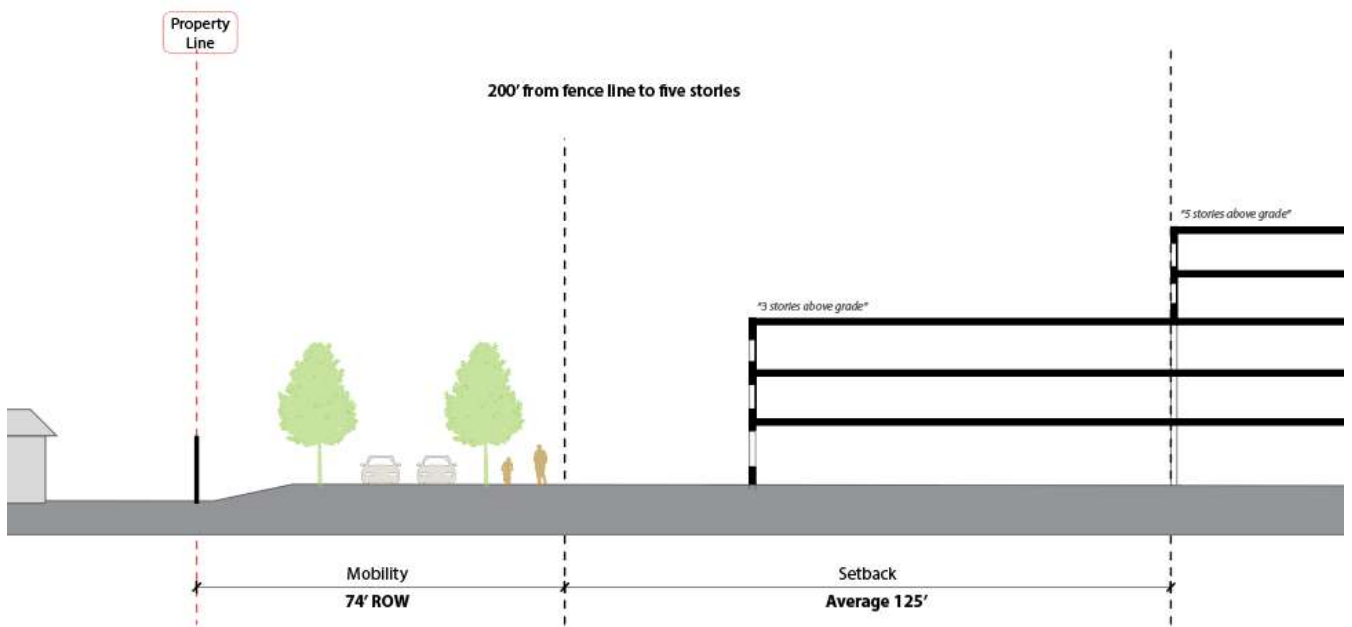 Property
Line
200' from fence line to five stories
"5 stories above grade"
"3 stories above grade"
Mobility
74' ROW
Setback
Average 125'